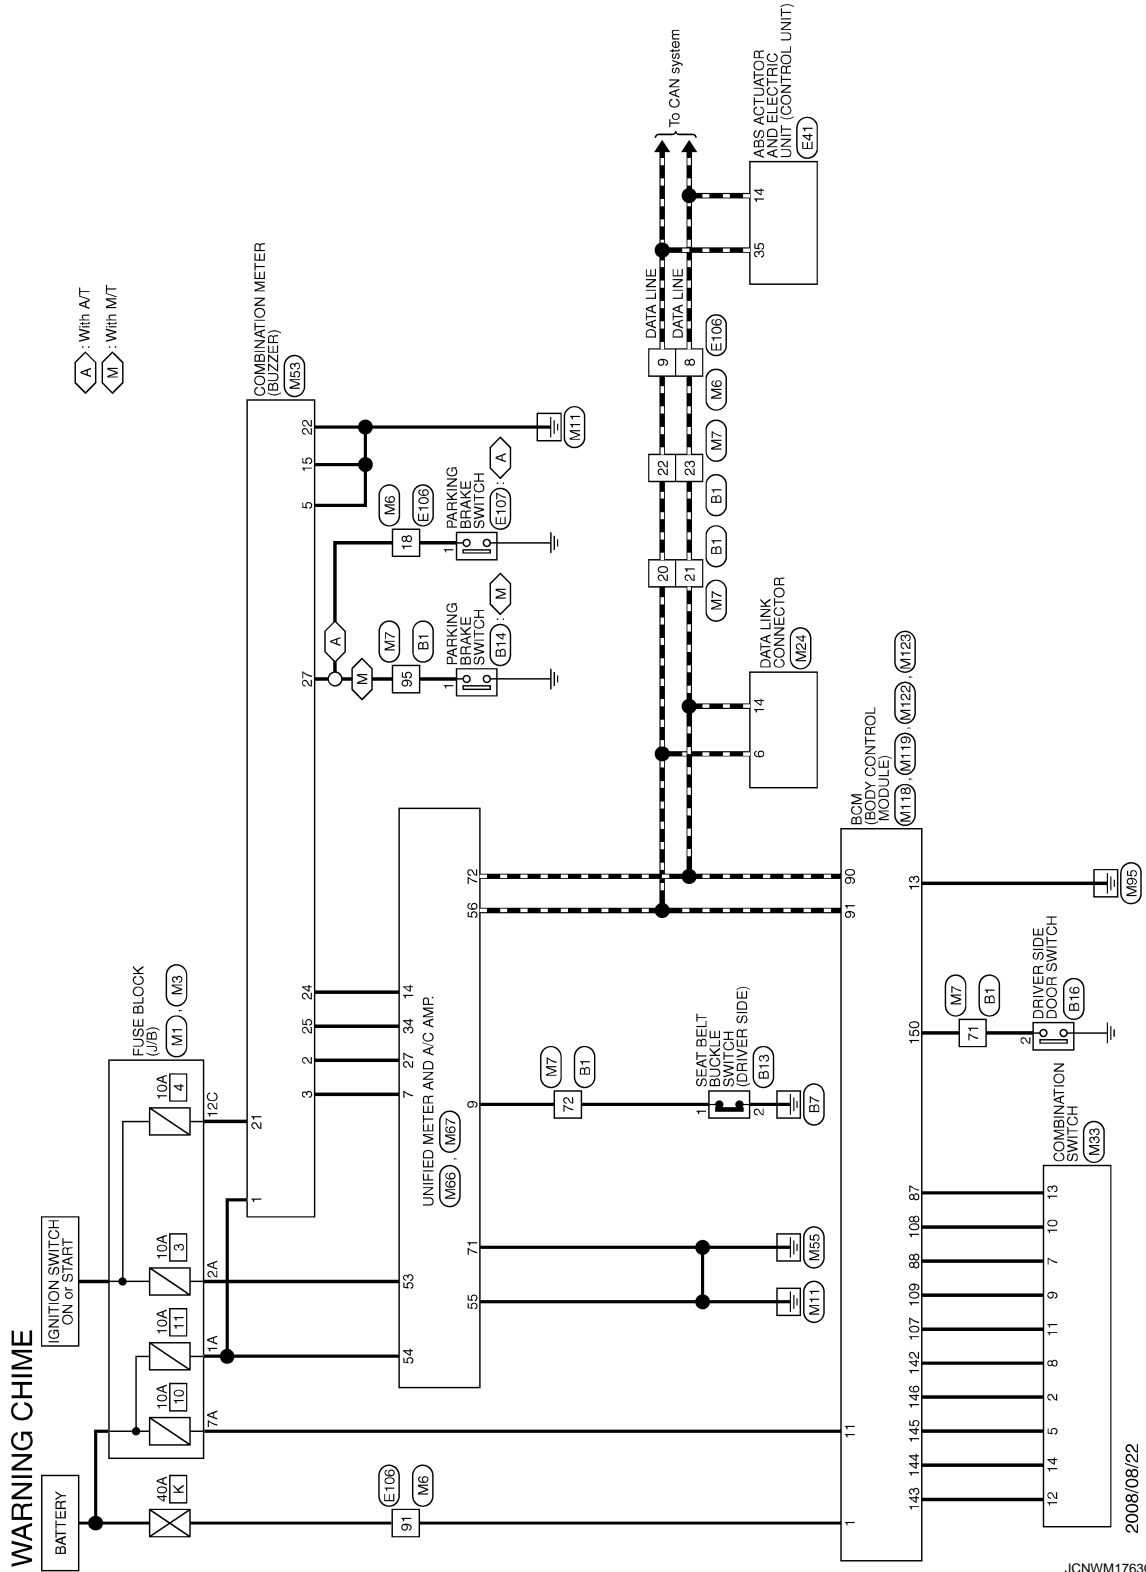 WARNING CHIME
BATTERY
IGNITION SWITCH
ON or START
40A
K
10A
10
10A
11
10A
3
10A
4
FUSE BLOCK
(J/B)
M1 , M3
7A
1A
2A
12C
A : With A/T
M : With M/T
COMBINATION METER
(BUZZER)
M53
1
21
3
2
25
24
27
5
15
22
A
M
M7
B1
95
1
PARKING
BRAKE
SWITCH
B14 : M
M6
E106
18
1
PARKING
BRAKE
SWITCH
E107 : A
M11
54
53
7
27
34
14
UNIFIED METER AND A/C AMP.
M66 , M67
55
71
9
56
72
E106
M6
91
M11
M55
M7
B1
72
1
2
SEAT BELT
BUCKLE
SWITCH
(DRIVER SIDE)
B13
B7
DATA LINE
DATA LINE
To CAN system
20
21
M7
B1
22
23
B1
M7
9
8
M6
E106
6
14
DATA LINK
CONNECTOR
M24
35
14
ABS ACTUATOR
AND ELECTRIC
UNIT (CONTROL UNIT)
E41
1
11
91
90
BCM
(BODY CONTROL
MODULE)
M118 , M119 , M122 , M123
143
144
145
146
142
107
109
88
108
87
150
13
12
14
5
2
8
11
9
7
10
13
COMBINATION
SWITCH
M33
M7
B1
71
2
DRIVER SIDE
DOOR SWITCH
B16
M95
2008/08/22